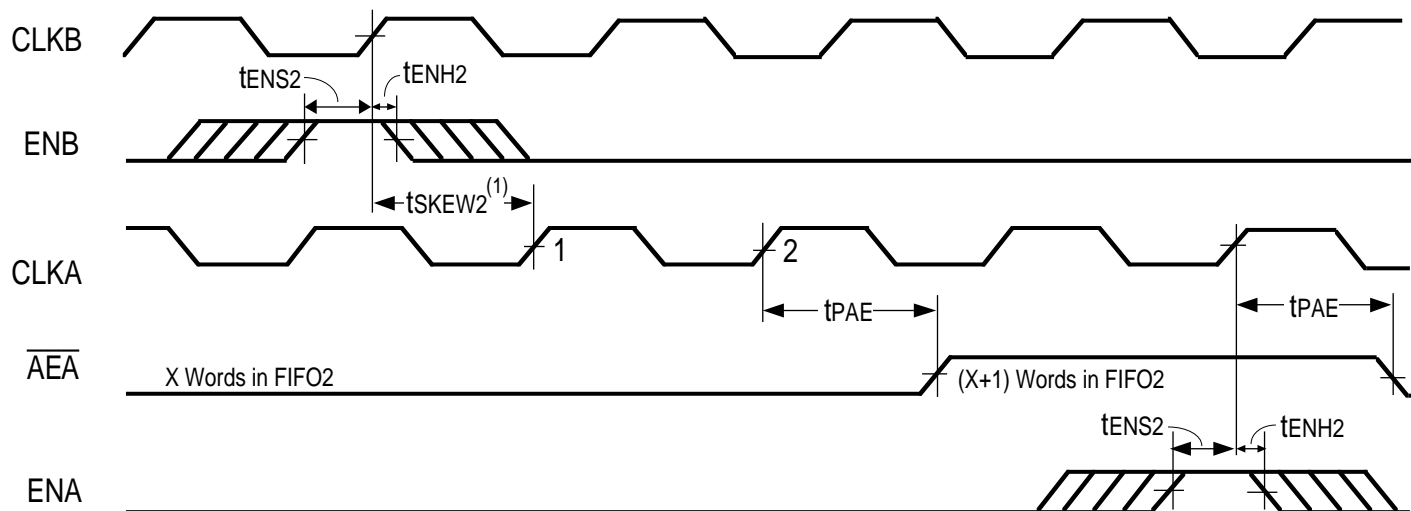 CLKB
tENS2
tENH2
ENB
tSKEW2(1)
CLKA
1
2
tPAE
tPAE
AEA
X Words in FIFO2
(X+1) Words in FIFO2
tENS2
tENH2
ENA